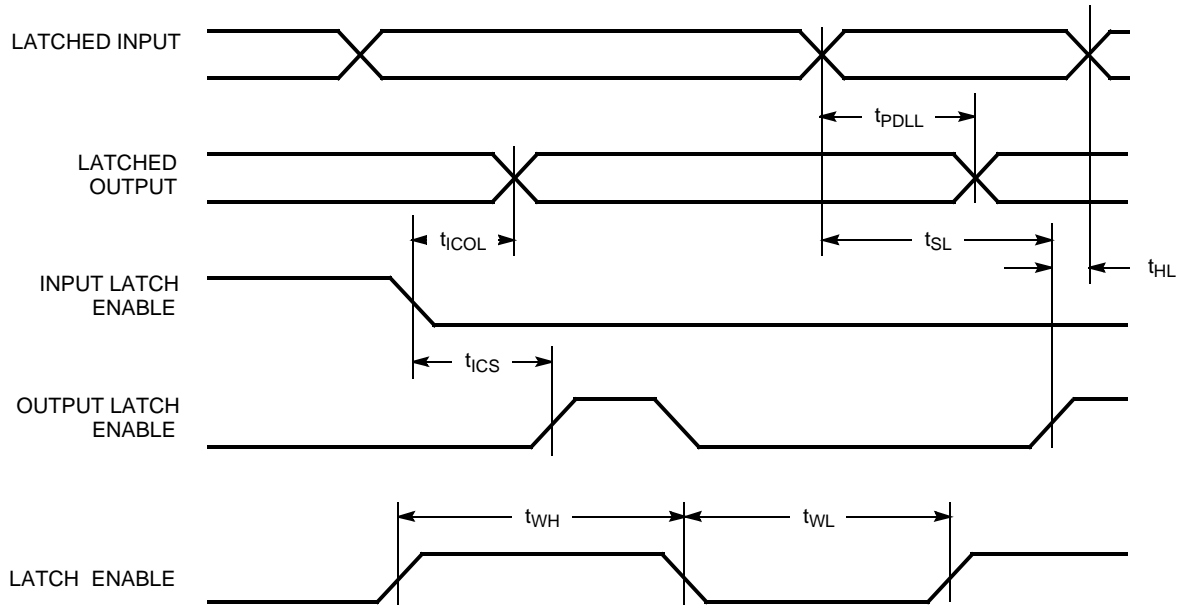 LATCHED INPUT
tPDLL
LATCHED
OUTPUT
tICOL
tSL
tHL
INPUT LATCH
ENABLE
tICS
OUTPUT LATCH
ENABLE
tWH
tWL
LATCH ENABLE